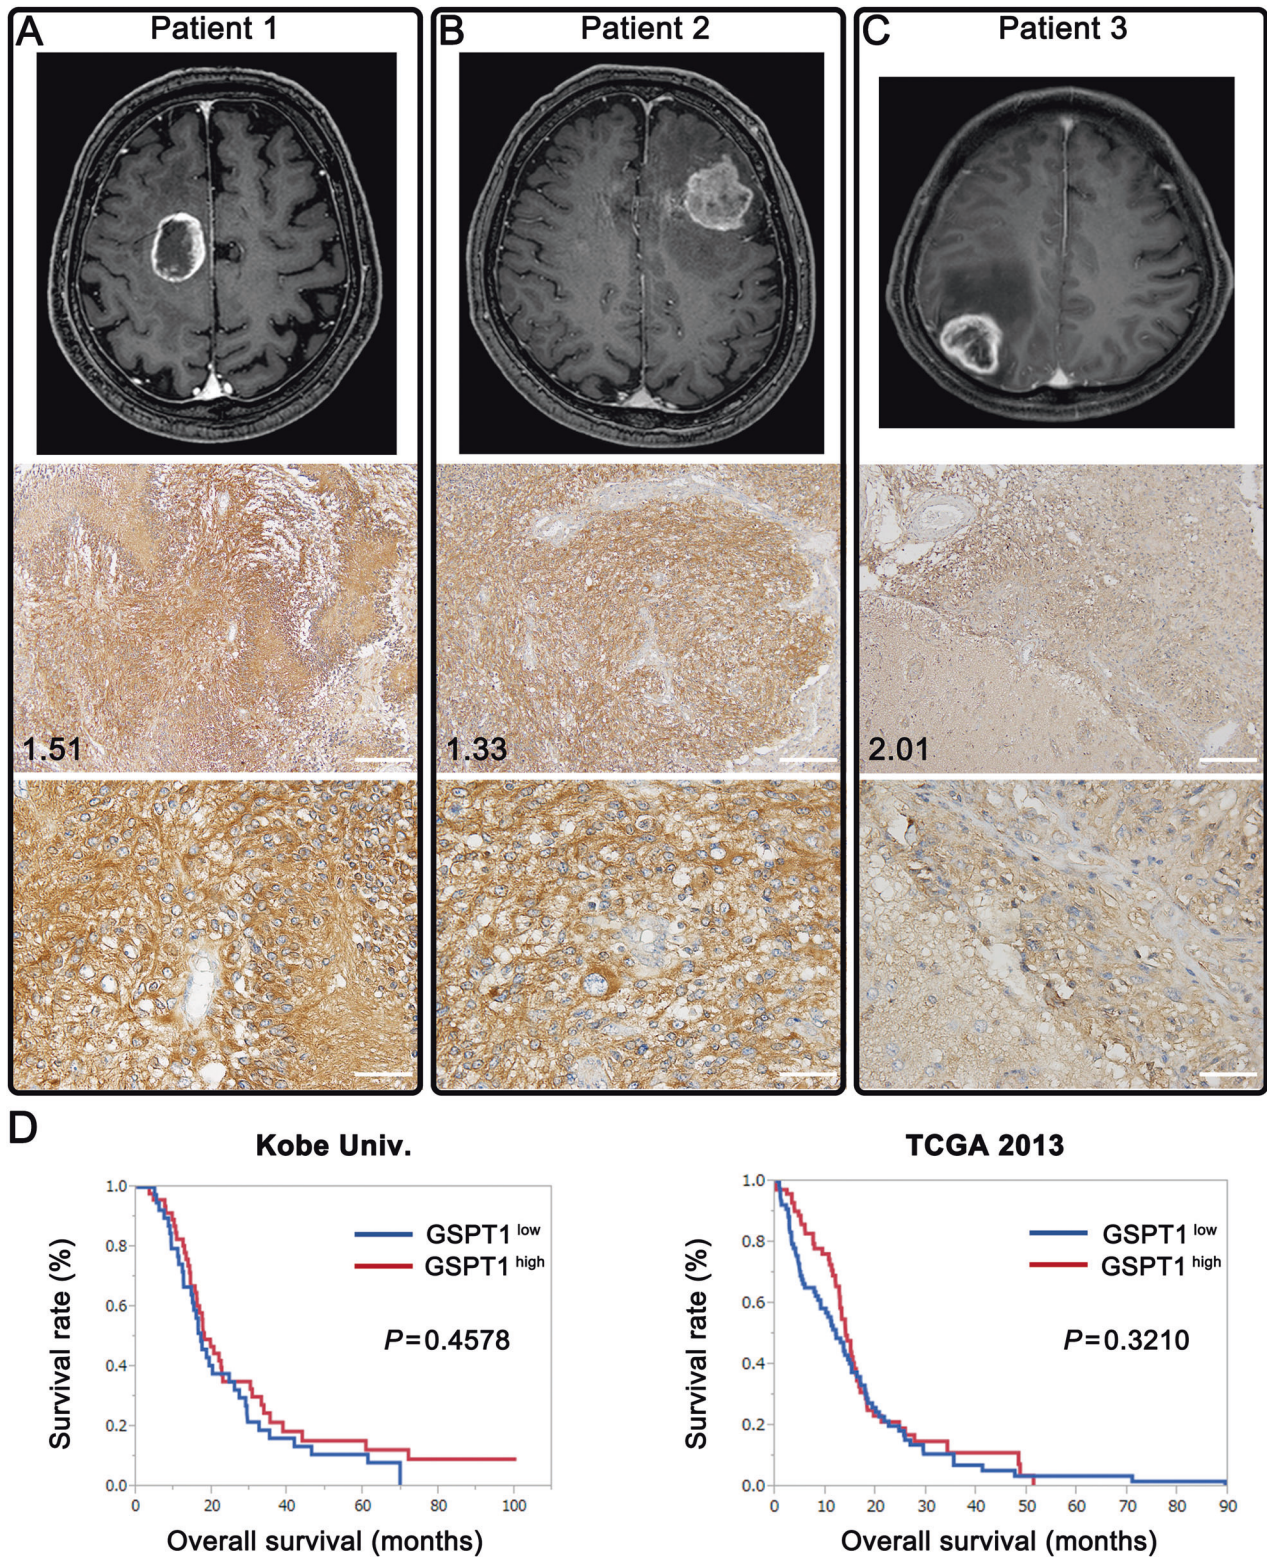 A
Patient 1
B
Patient 2
C
Patient 3
1.51
1.33
2.01
D
Kobe Univ.
1.0
0.8
0.6
0.4
0.2
0.0
0
20
40
60
80
100
Survival rate (%)
Overall survival (months)
GSPT1 low
GSPT1 high
P=0.4578
TCGA 2013
1.0
0.8
0.6
0.4
0.2
0.0
0
10
20
30
40
50
60
70
80
90
Survival rate (%)
Overall survival (months)
GSPT1 low
GSPT1 high
P=0.3210